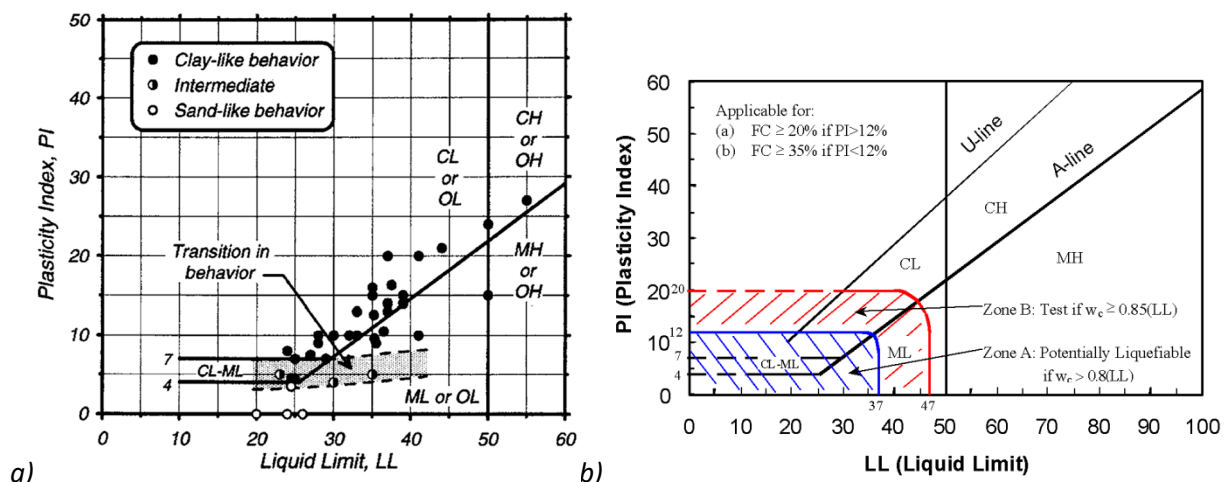 50
40
30
20
10
7
4
0
Plasticity Index, PI
Clay-like behavior
Intermediate
Sand-like behavior
CH
or
OH
CL
or
OL
MH
or
OH
Transition in
behavior
CL-ML
ML or OL
0 10 20 30 40 50 60
Liquid Limit, LL
a)
60
50
40
30
20 20
12
10
7
4
0
PI (Plasticity Index)
Applicable for:
(a) FC ≥ 20% if PI>12%
(b) FC ≥ 35% if PI<12%
U-line
A-line
CH
CL
MH
Zone B: Test if wc ≥ 0.85(LL)
ML
CL-ML
Zone A: Potentially Liquefiable
if wc > 0.8(LL)
37 47
0 10 20 30 40 50 60 70 80 90 100
LL (Liquid Limit)
b)